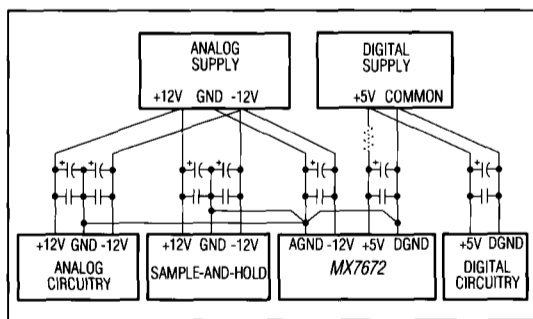 ANALOG
SUPPLY
+12V GND -12V
DIGITAL
SUPPLY
+5V COMMON
+ + + + + + +
+12V GND -12V
ANALOG
CIRCUITRY
+12V GND -12V
SAMPLE-AND-HOLD
AGND -12V +5V DGND
MX7672
+5V DGND
DIGITAL
CIRCUITRY